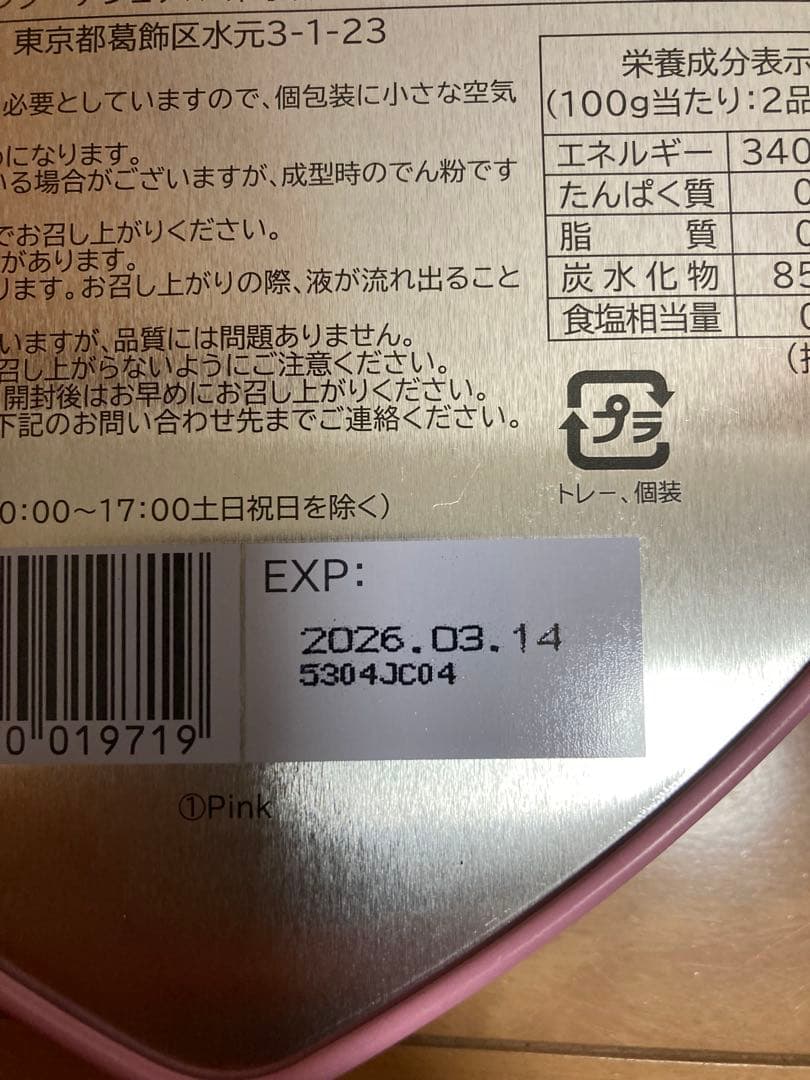 東京都葛飾区水元3-1-23
必要としていますので、個包装に小さな空気
になります。
いる場合がございますが、成型時のでん粉です
でお召し上がりください。
があります。
ります。お召し上がりの際、液が流れ出ること
いますが、品質には問題ありません。
召し上がらないようにご注意ください。
開封後はお早めにお召し上がりください。
下記のお問い合わせ先までご連絡ください。
0:00〜17:00土日祝日を除く)
栄養成分表示
(100g当たり:2品
エネルギー 340
たんぱく質 0
脂 質 0
炭水化物 85
食塩相当量 0
プラ
トレー、個装
EXP:
2026.03.14
5304JC04
0 019719
①Pink